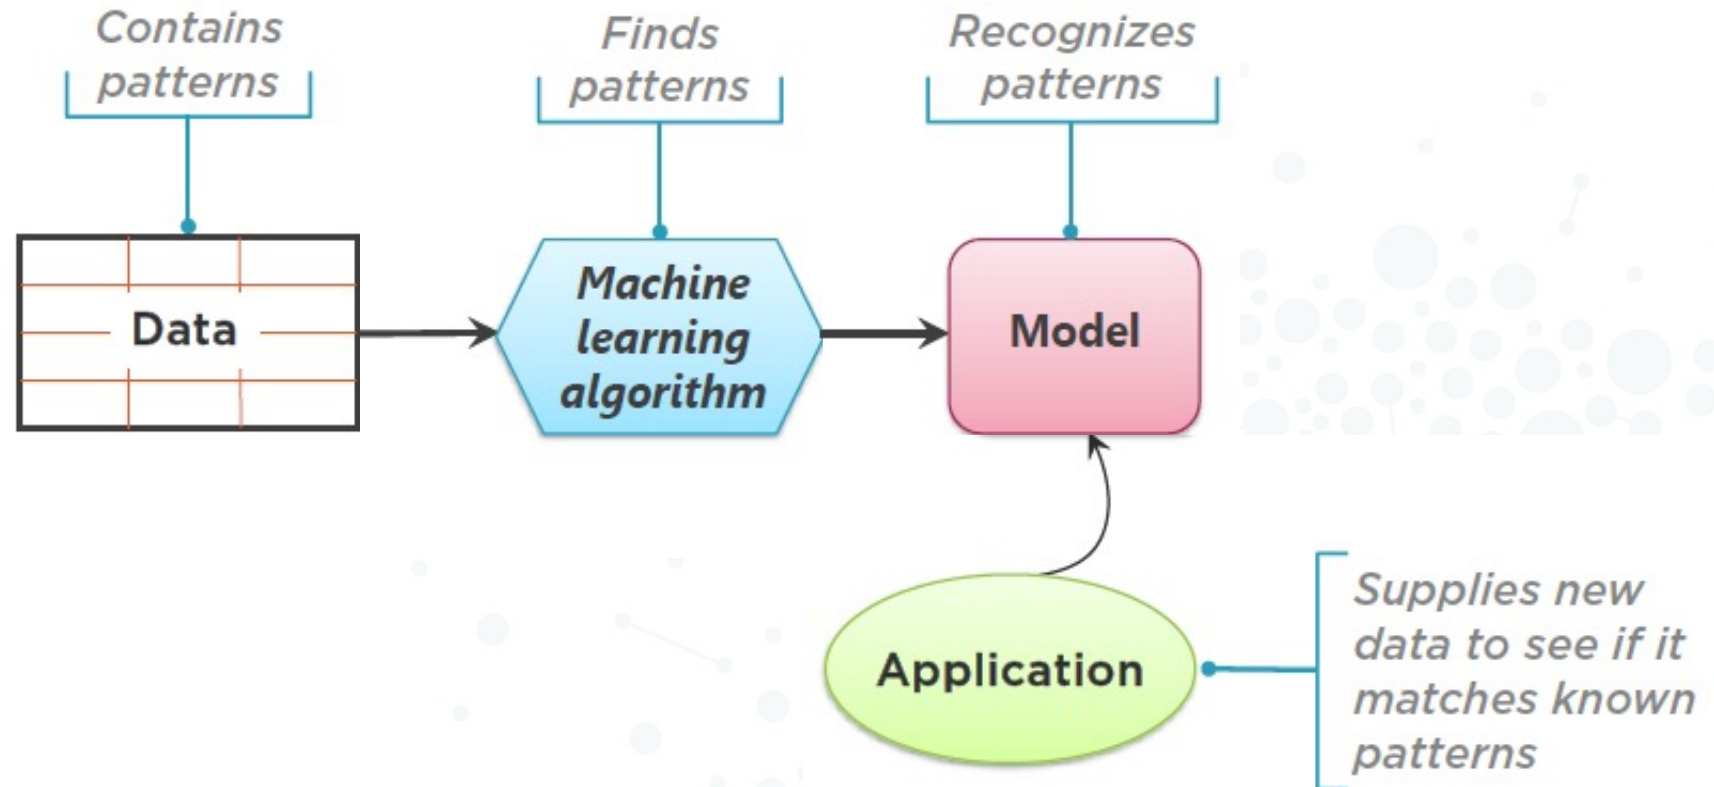 Contains
patterns
Finds
patterns
Recognizes
patterns
Data
Machine
learning
algorithm
Model
Application
Supplies new
data to see if it
matches known
patterns